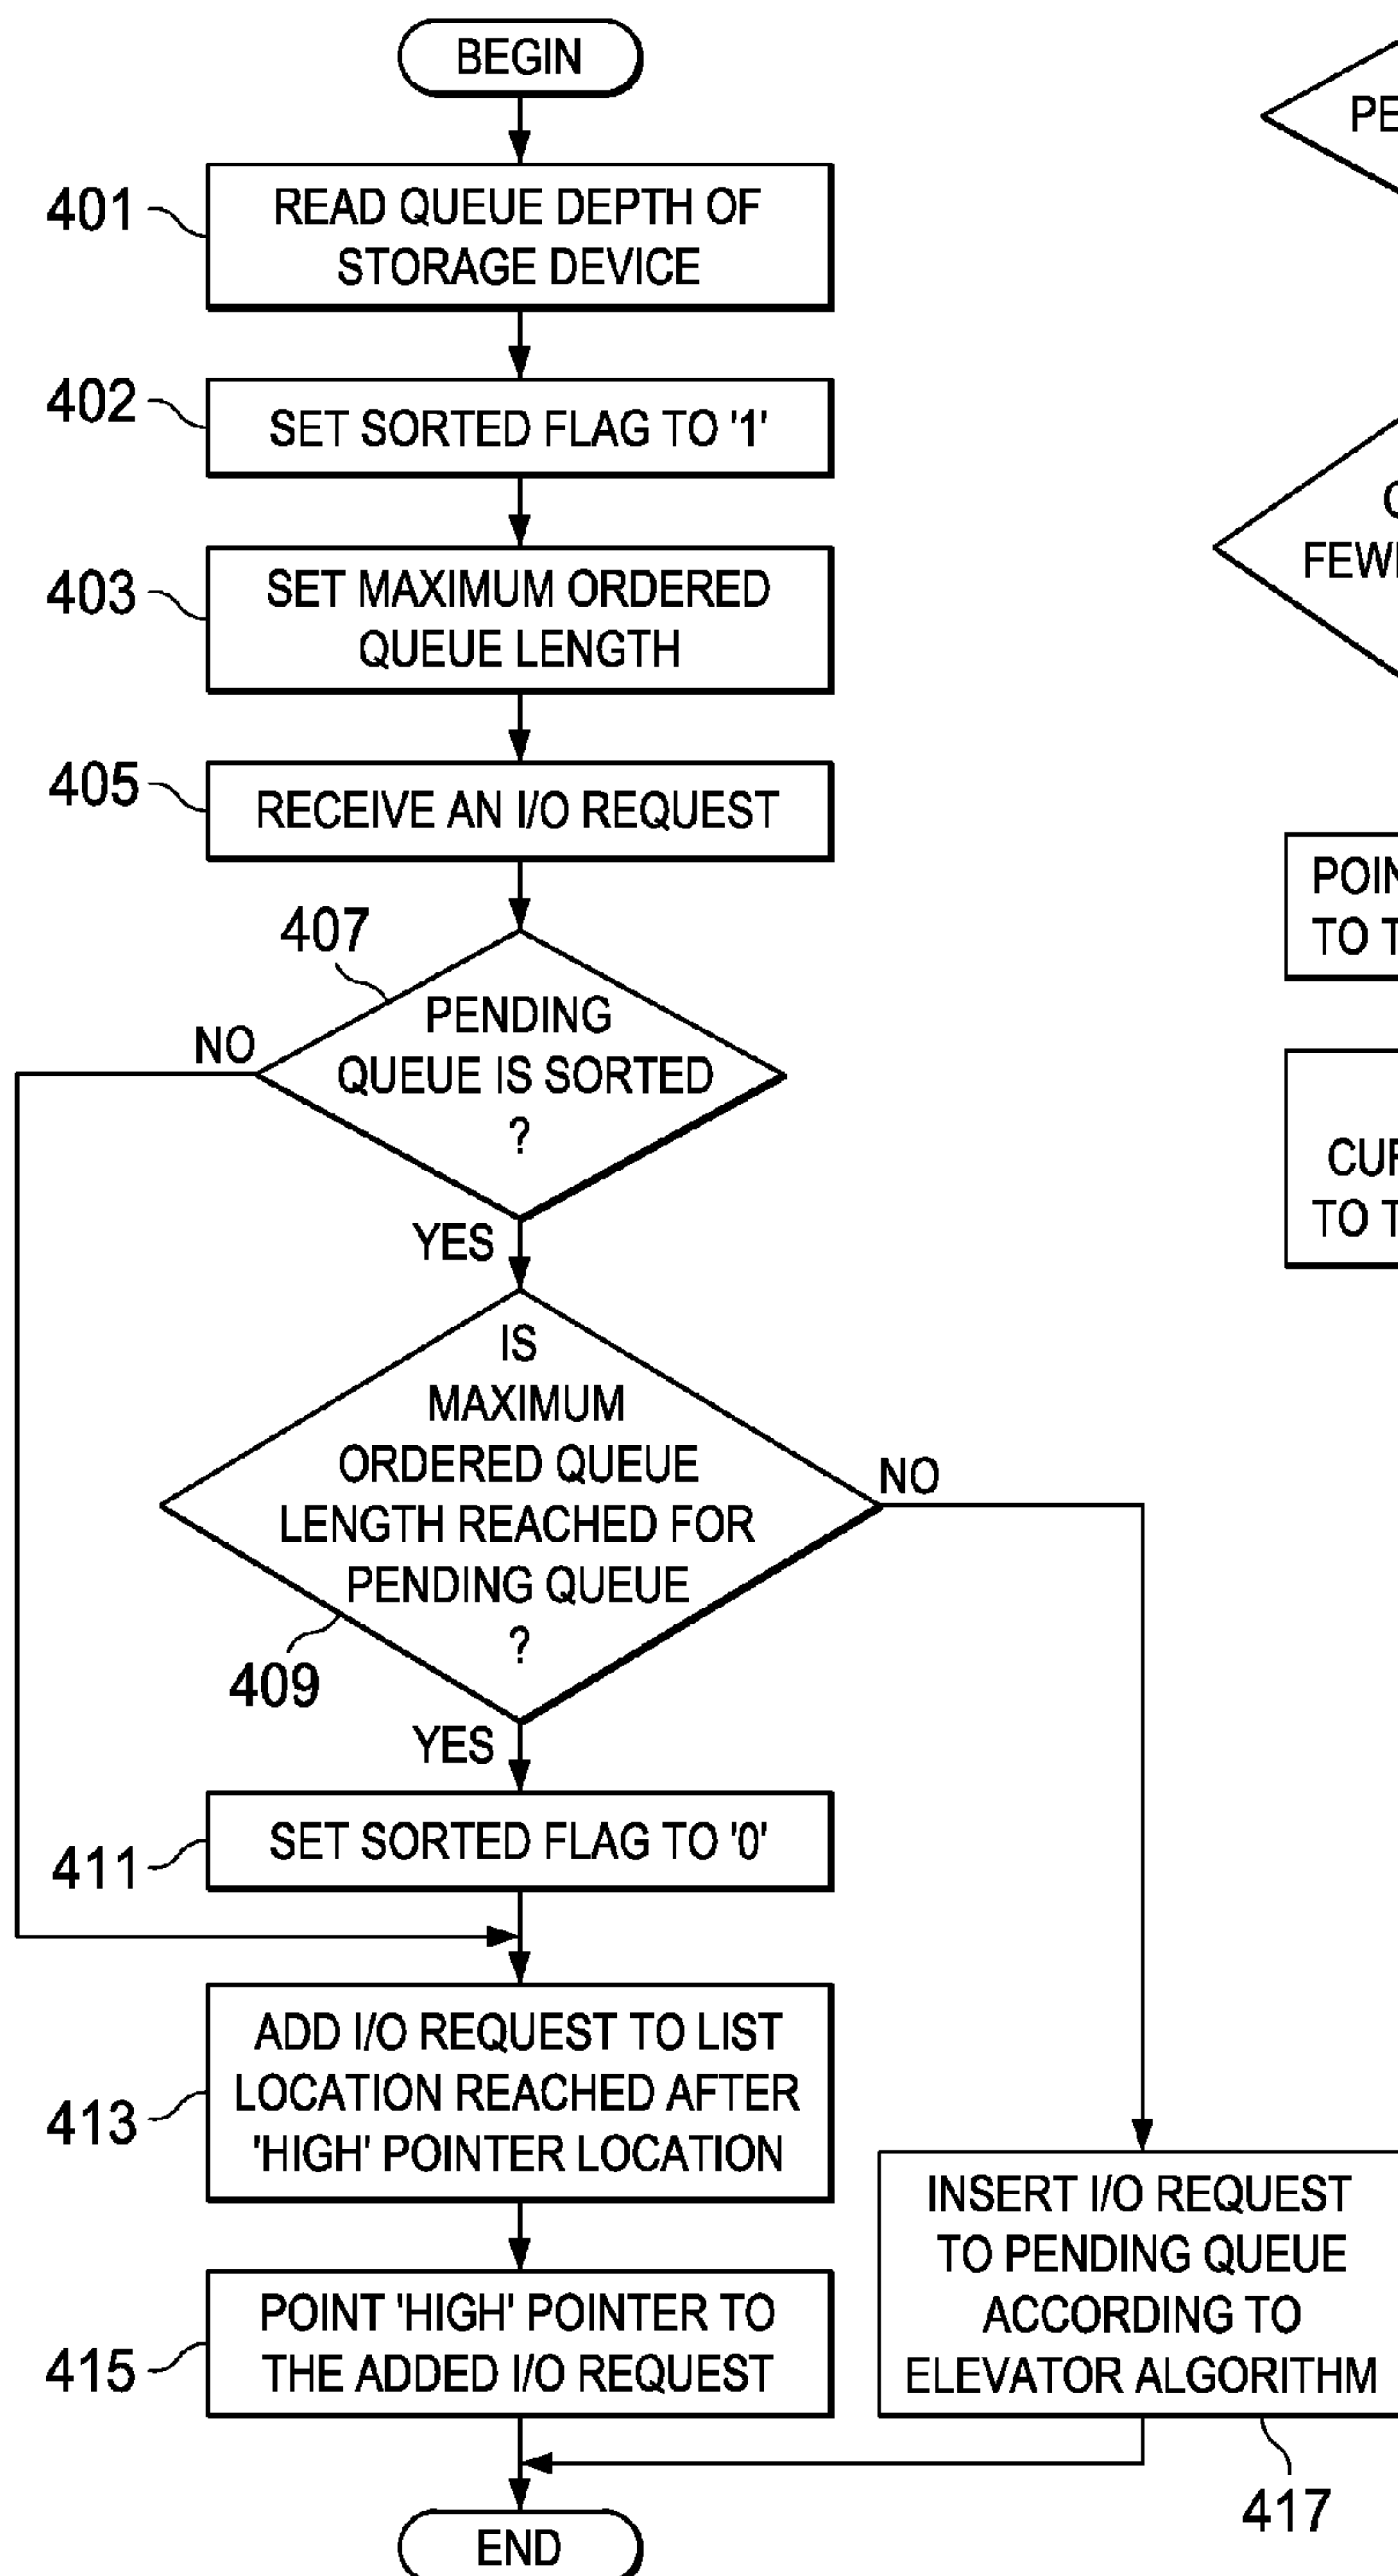 BEGIN
401
READ QUEUE DEPTH OF
STORAGE DEVICE
402
SET SORTED FLAG TO '1'
403
SET MAXIMUM ORDERED
QUEUE LENGTH
405
RECEIVE AN I/O REQUEST
407
PENDING
QUEUE IS SORTED
?
NO
YES
IS
MAXIMUM
ORDERED QUEUE
LENGTH REACHED FOR
PENDING QUEUE
?
NO
409
YES
411
SET SORTED FLAG TO '0'
413
ADD I/O REQUEST TO LIST
LOCATION REACHED AFTER
'HIGH' POINTER LOCATION
415
POINT 'HIGH' POINTER TO
THE ADDED I/O REQUEST
INSERT I/O REQUEST
TO PENDING QUEUE
ACCORDING TO
ELEVATOR ALGORITHM
417
END
TO
TO